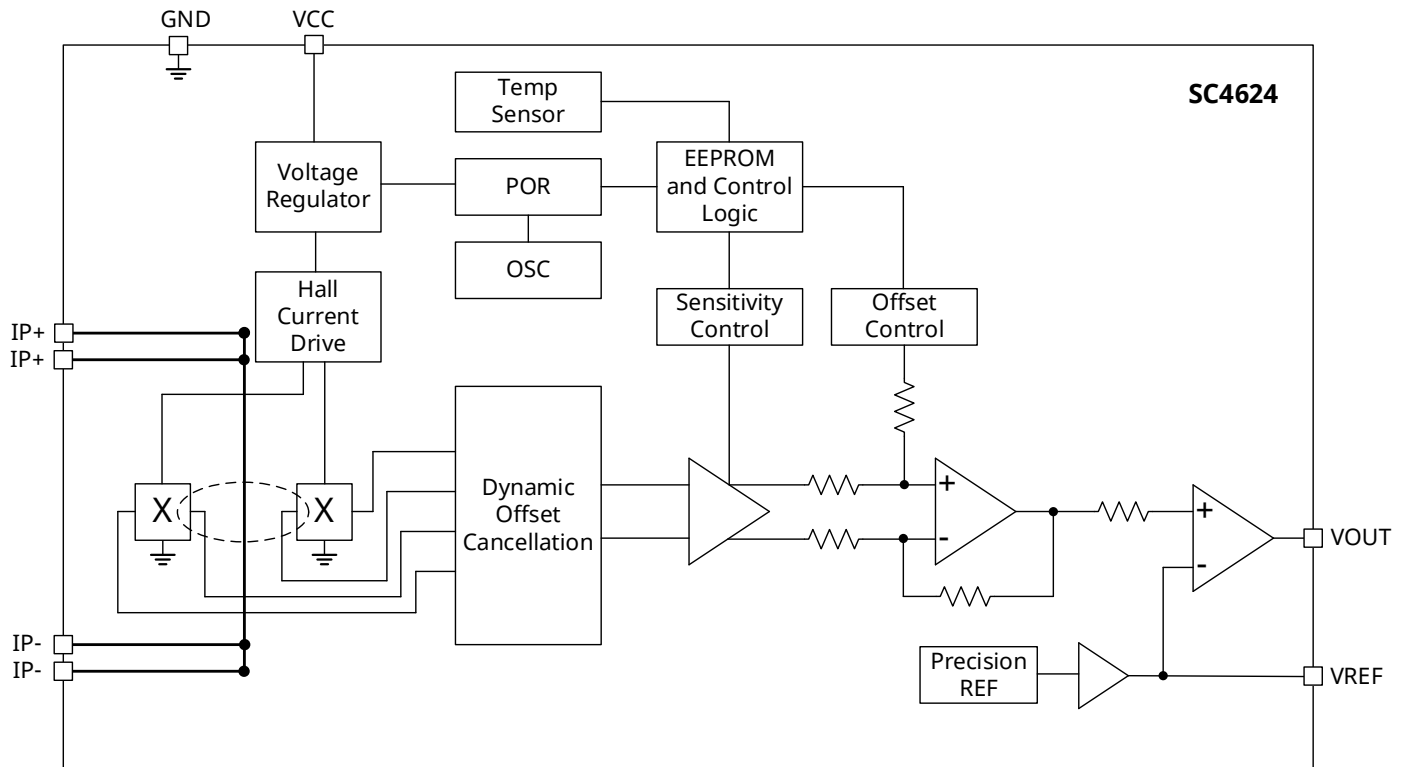 GND
VCC
SC4624
Temp
Sensor
Voltage
Regulator
POR
EEPROM
and Control
Logic
OSC
Hall
Current
Drive
Sensitivity
Control
Offset
Control
IP+
IP+
X
X
Dynamic
Offset
Cancellation
+
-
+
-
VOUT
IP-
IP-
Precision
REF
VREF